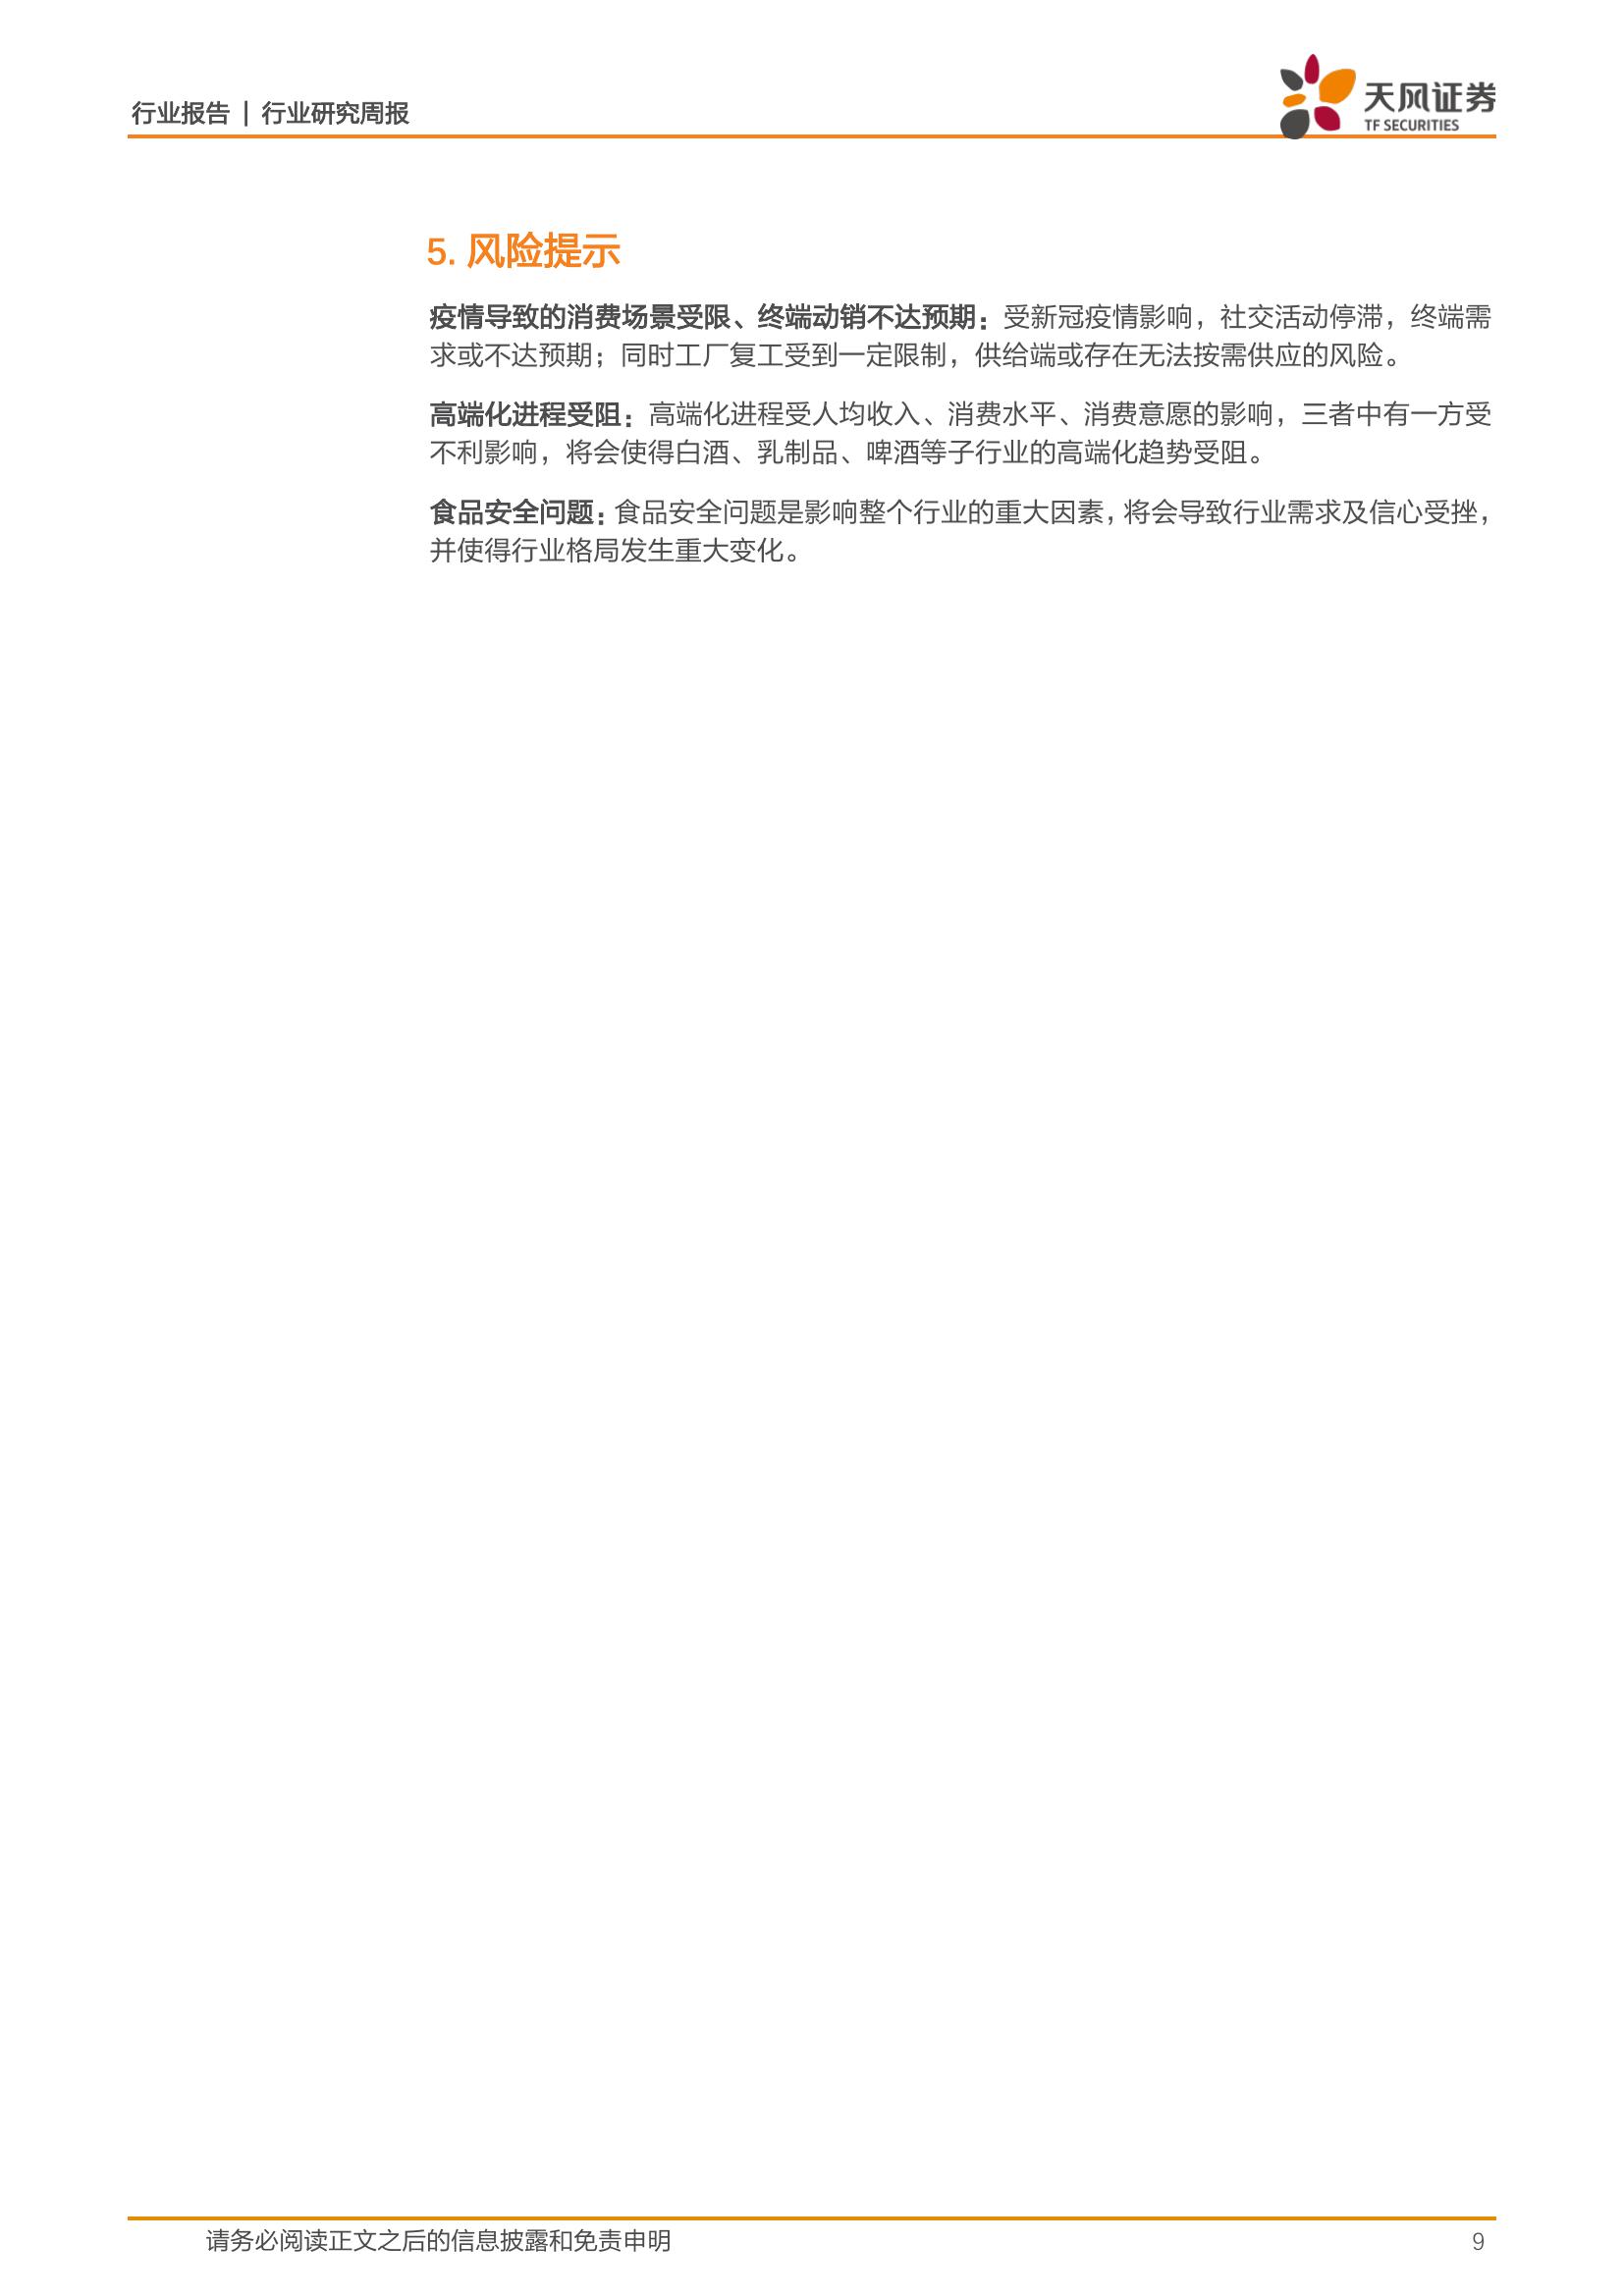 行业报告 | 行业研究周报
天风证券
TF SECURITIES
5. 风险提示
疫情导致的消费场景受限、终端动销不达预期：受新冠疫情影响，社交活动停滞，终端需
求或不达预期；同时工厂复工受到一定限制，供给端或存在无法按需供应的风险。
高端化进程受阻：高端化进程受人均收入、消费水平、消费意愿的影响，三者中有一方受
不利影响，将会使得白酒、乳制品、啤酒等子行业的高端化趋势受阻。
食品安全问题：食品安全问题是影响整个行业的重大因素，将会导致行业需求及信心受挫，
并使得行业格局发生重大变化。
请务必阅读正文之后的信息披露和免责申明
9